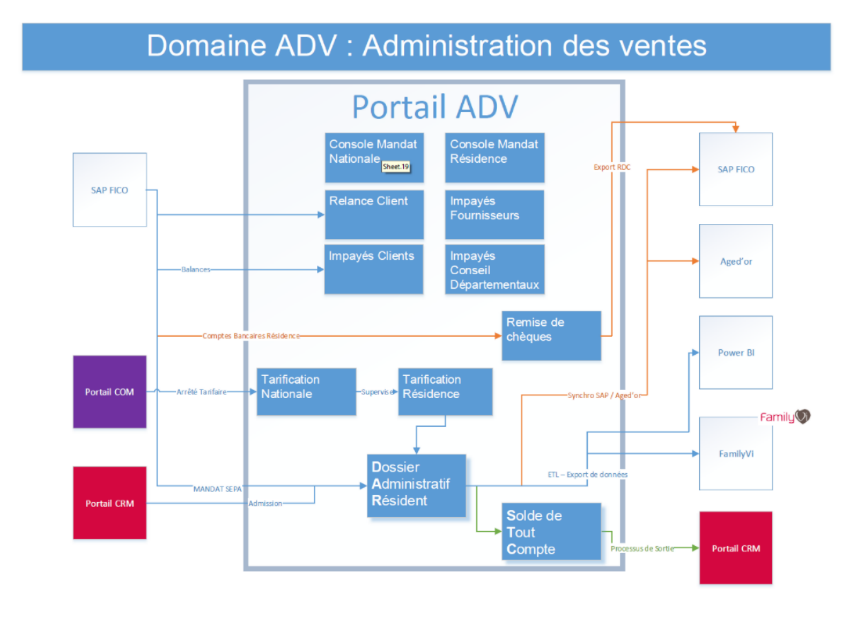 Domaine ADV : Administration des ventes
Portail ADV
Console Mandat
Nationale
Sheet.19
Console Mandat
Résidence
Export RDC
SAP FICO
SAP FICO
Relance Client
Impayés
Fournisseurs
Balances
Impayés Clients
Impayés
Conseil
Départementaux
Aged'or
Comptes Bancaires Résidence
Remise de
chèques
Power BI
Portail COM
Arrêté Tarifaire
Tarification
Nationale
Supervise
Tarification
Résidence
Synchro SAP / Aged'or
Family
FamilyVI
Dossier
Administratif
Résident
ETL – Export de données
MANDAT SEPA
Portail CRM
Admission
Solde de
Tout
Compte
Processus de Sortie
Portail CRM